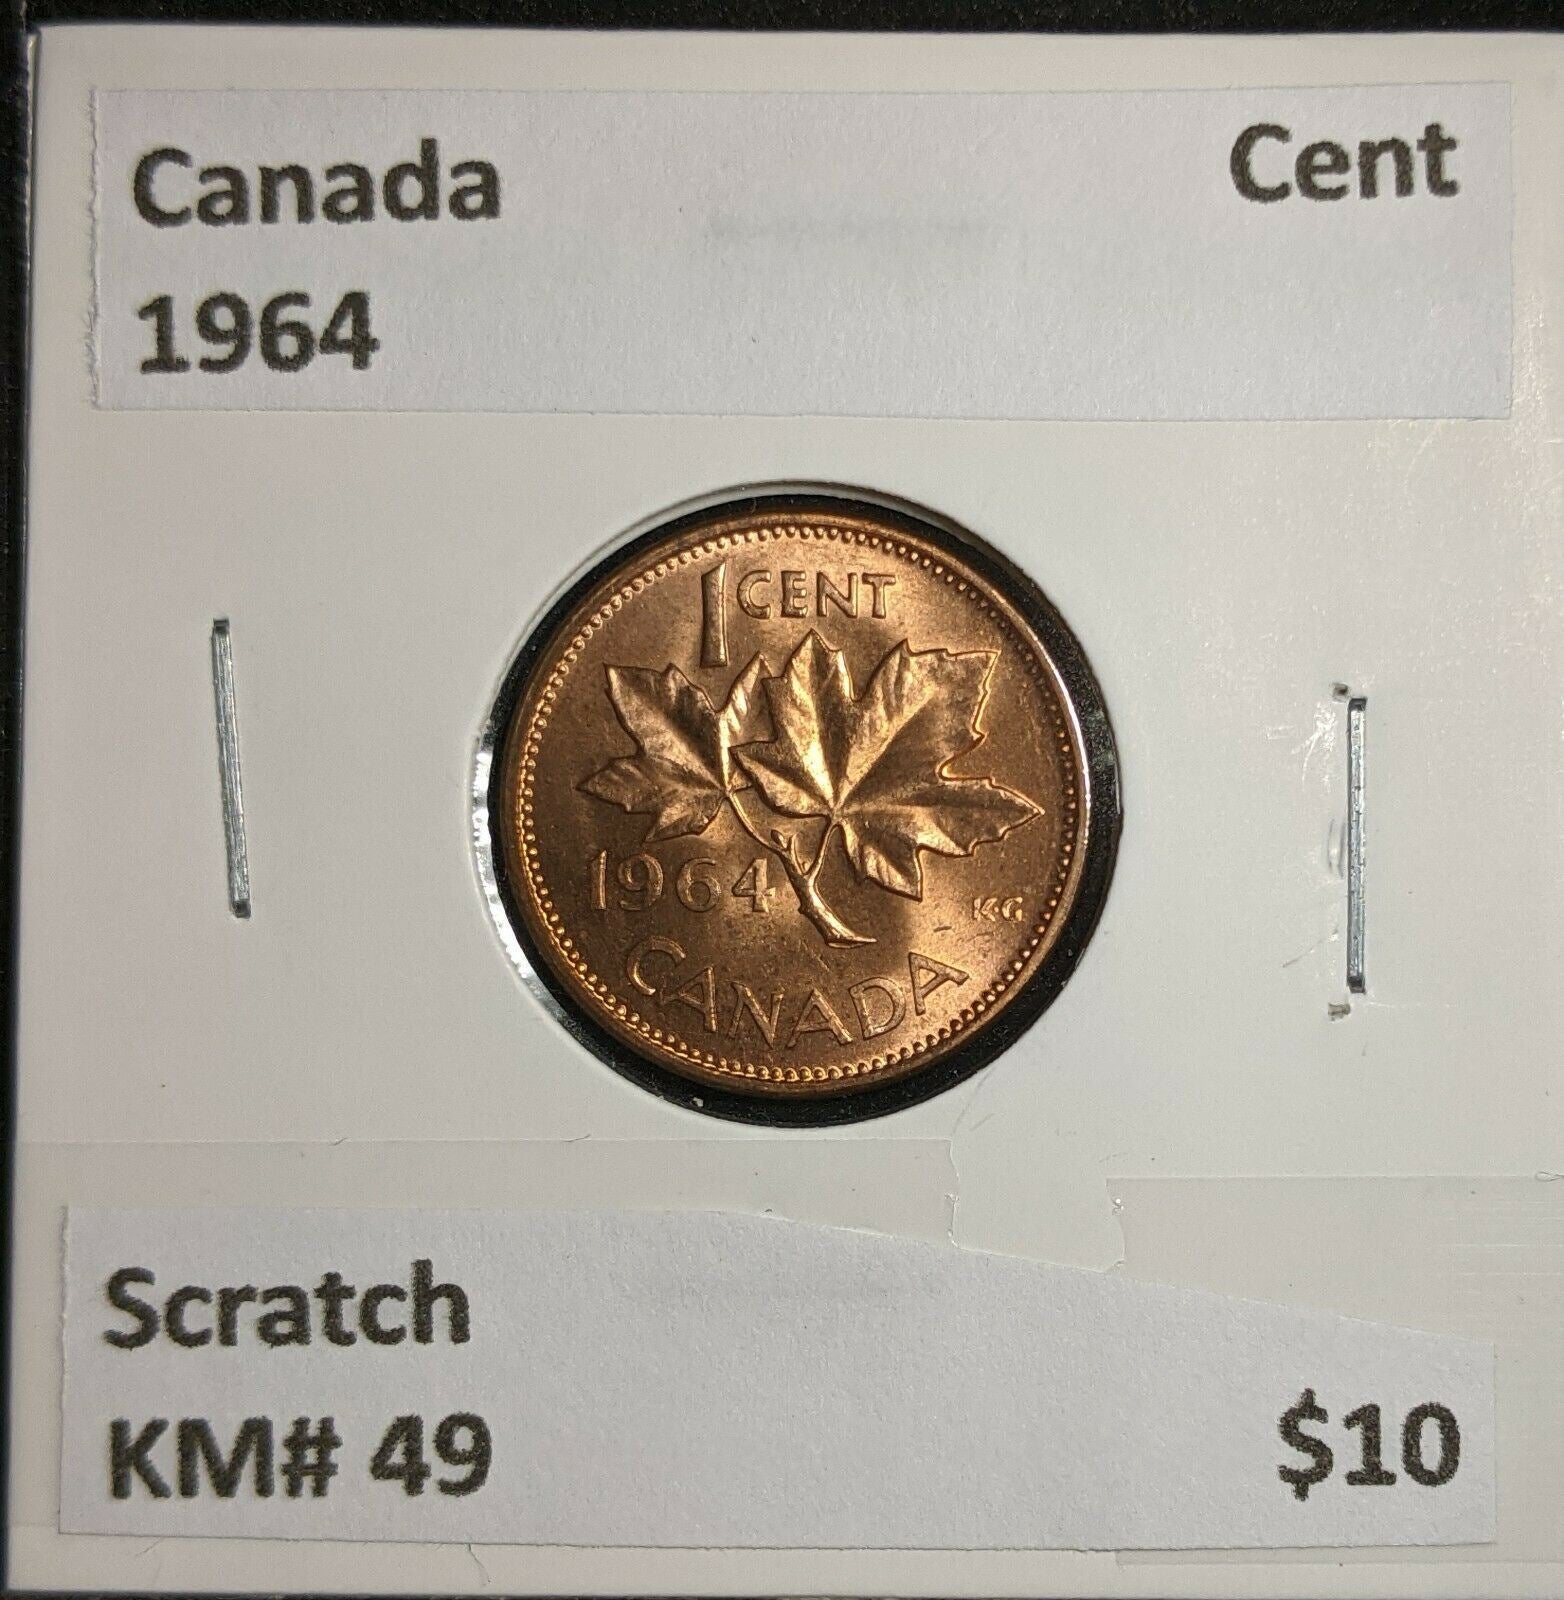 Canada Cent
1964
1 CENT
1964
KG
CANADA
Scratch
KM# 49 $10